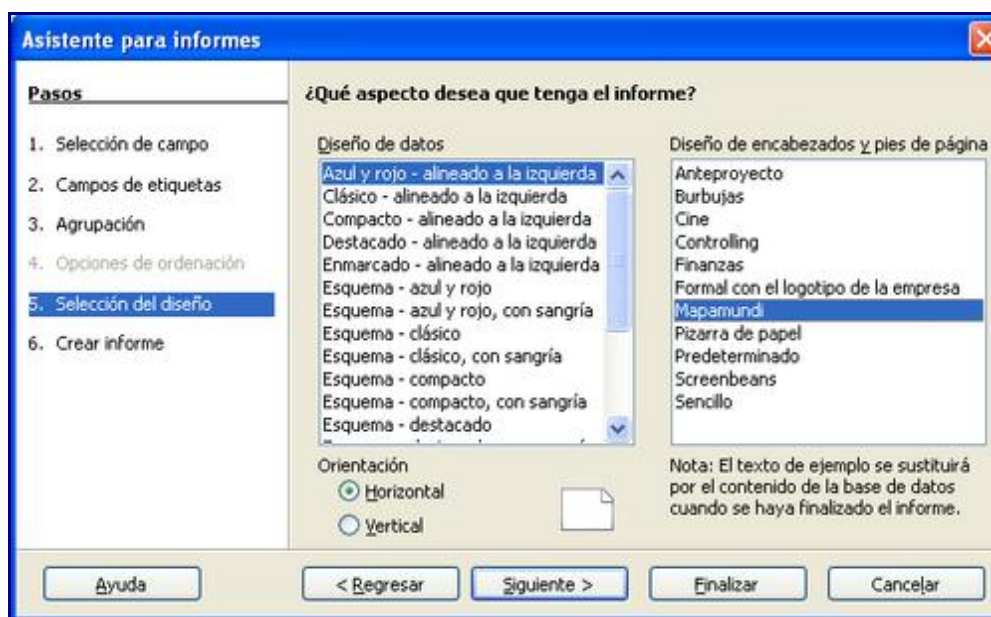 Asistente para informes
Pasos
1. Selección de campo
2. Campos de etiquetas
3. Agrupación
4. Opciones de ordenación
5. Selección del diseño
6. Crear informe
¿Qué aspecto desea que tenga el informe?
Diseño de datos
Azul y rojo - alineado a la izquierda
Clásico - alineado a la izquierda
Compacto - alineado a la izquierda
Destacado - alineado a la izquierda
Enmarcado - alineado a la izquierda
Esquema - azul y rojo
Esquema - azul y rojo, con sangría
Esquema - clásico
Esquema - clásico, con sangría
Esquema - compacto
Esquema - compacto, con sangría
Esquema - destacado
Diseño de encabezados y pies de página
Anteproyecto
Burbujas
Cine
Controlling
Finanzas
Formal con el logotipo de la empresa
Mapamundi
Pizarra de papel
Predeterminado
Screenbeans
Sencillo
Orientación
Horizontal
Vertical
Nota: El texto de ejemplo se sustituirá
por el contenido de la base de datos
cuando se haya finalizado el informe.
Ayuda
< Regresar
Siguiente >
Finalizar
Cancelar